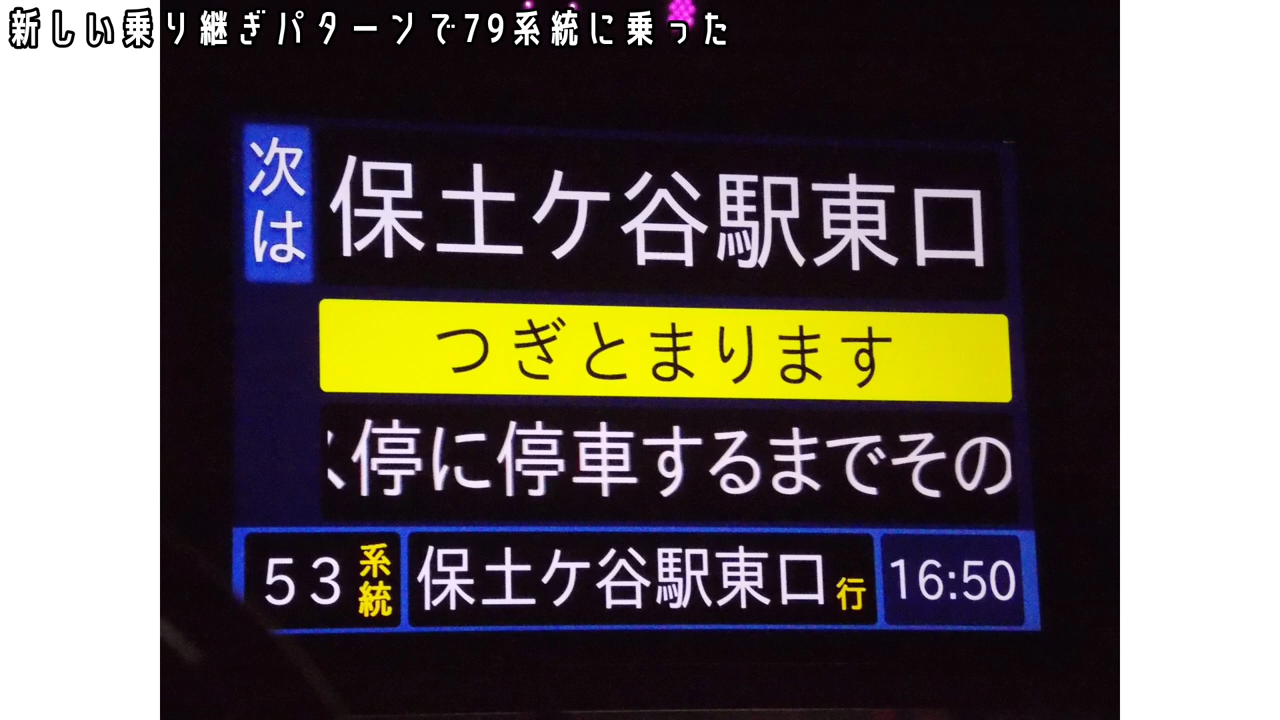 新しい乗り継ぎパターンで79系統に乗った
次は
保土ケ谷駅東口
つぎとまります
停に停車するまでその
53系統 保土ケ谷駅東口行 16:50